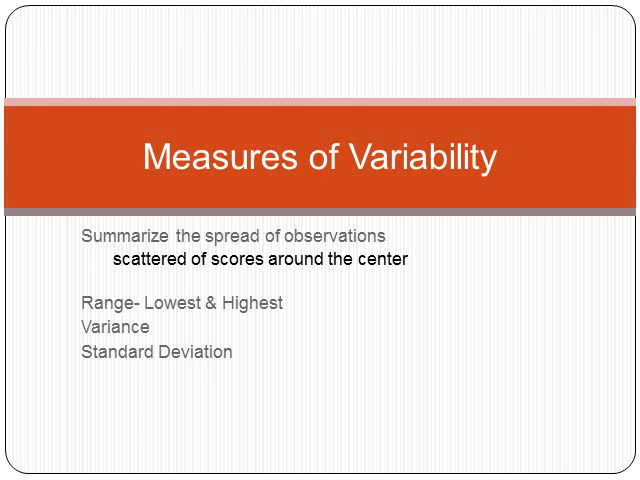 Measures of Variability
Summarize the spread of observations
scattered of scores around the center
Range- Lowest & Highest
Variance
Standard Deviation